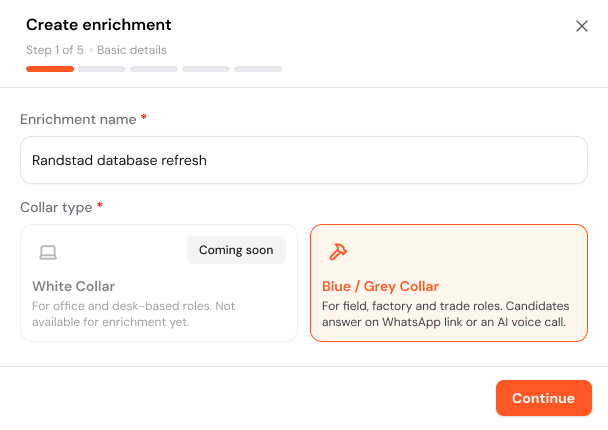 Create enrichment
Step 1 of 5 • Basic details
Enrichment name *
Randstad database refresh
Collar type *
Coming soon
White Collar
For office and desk-based roles. Not
available for enrichment yet.
Blue / Grey Collar
For field, factory and trade roles. Candidates
answer on WhatsApp link or an AI voice call.
Continue